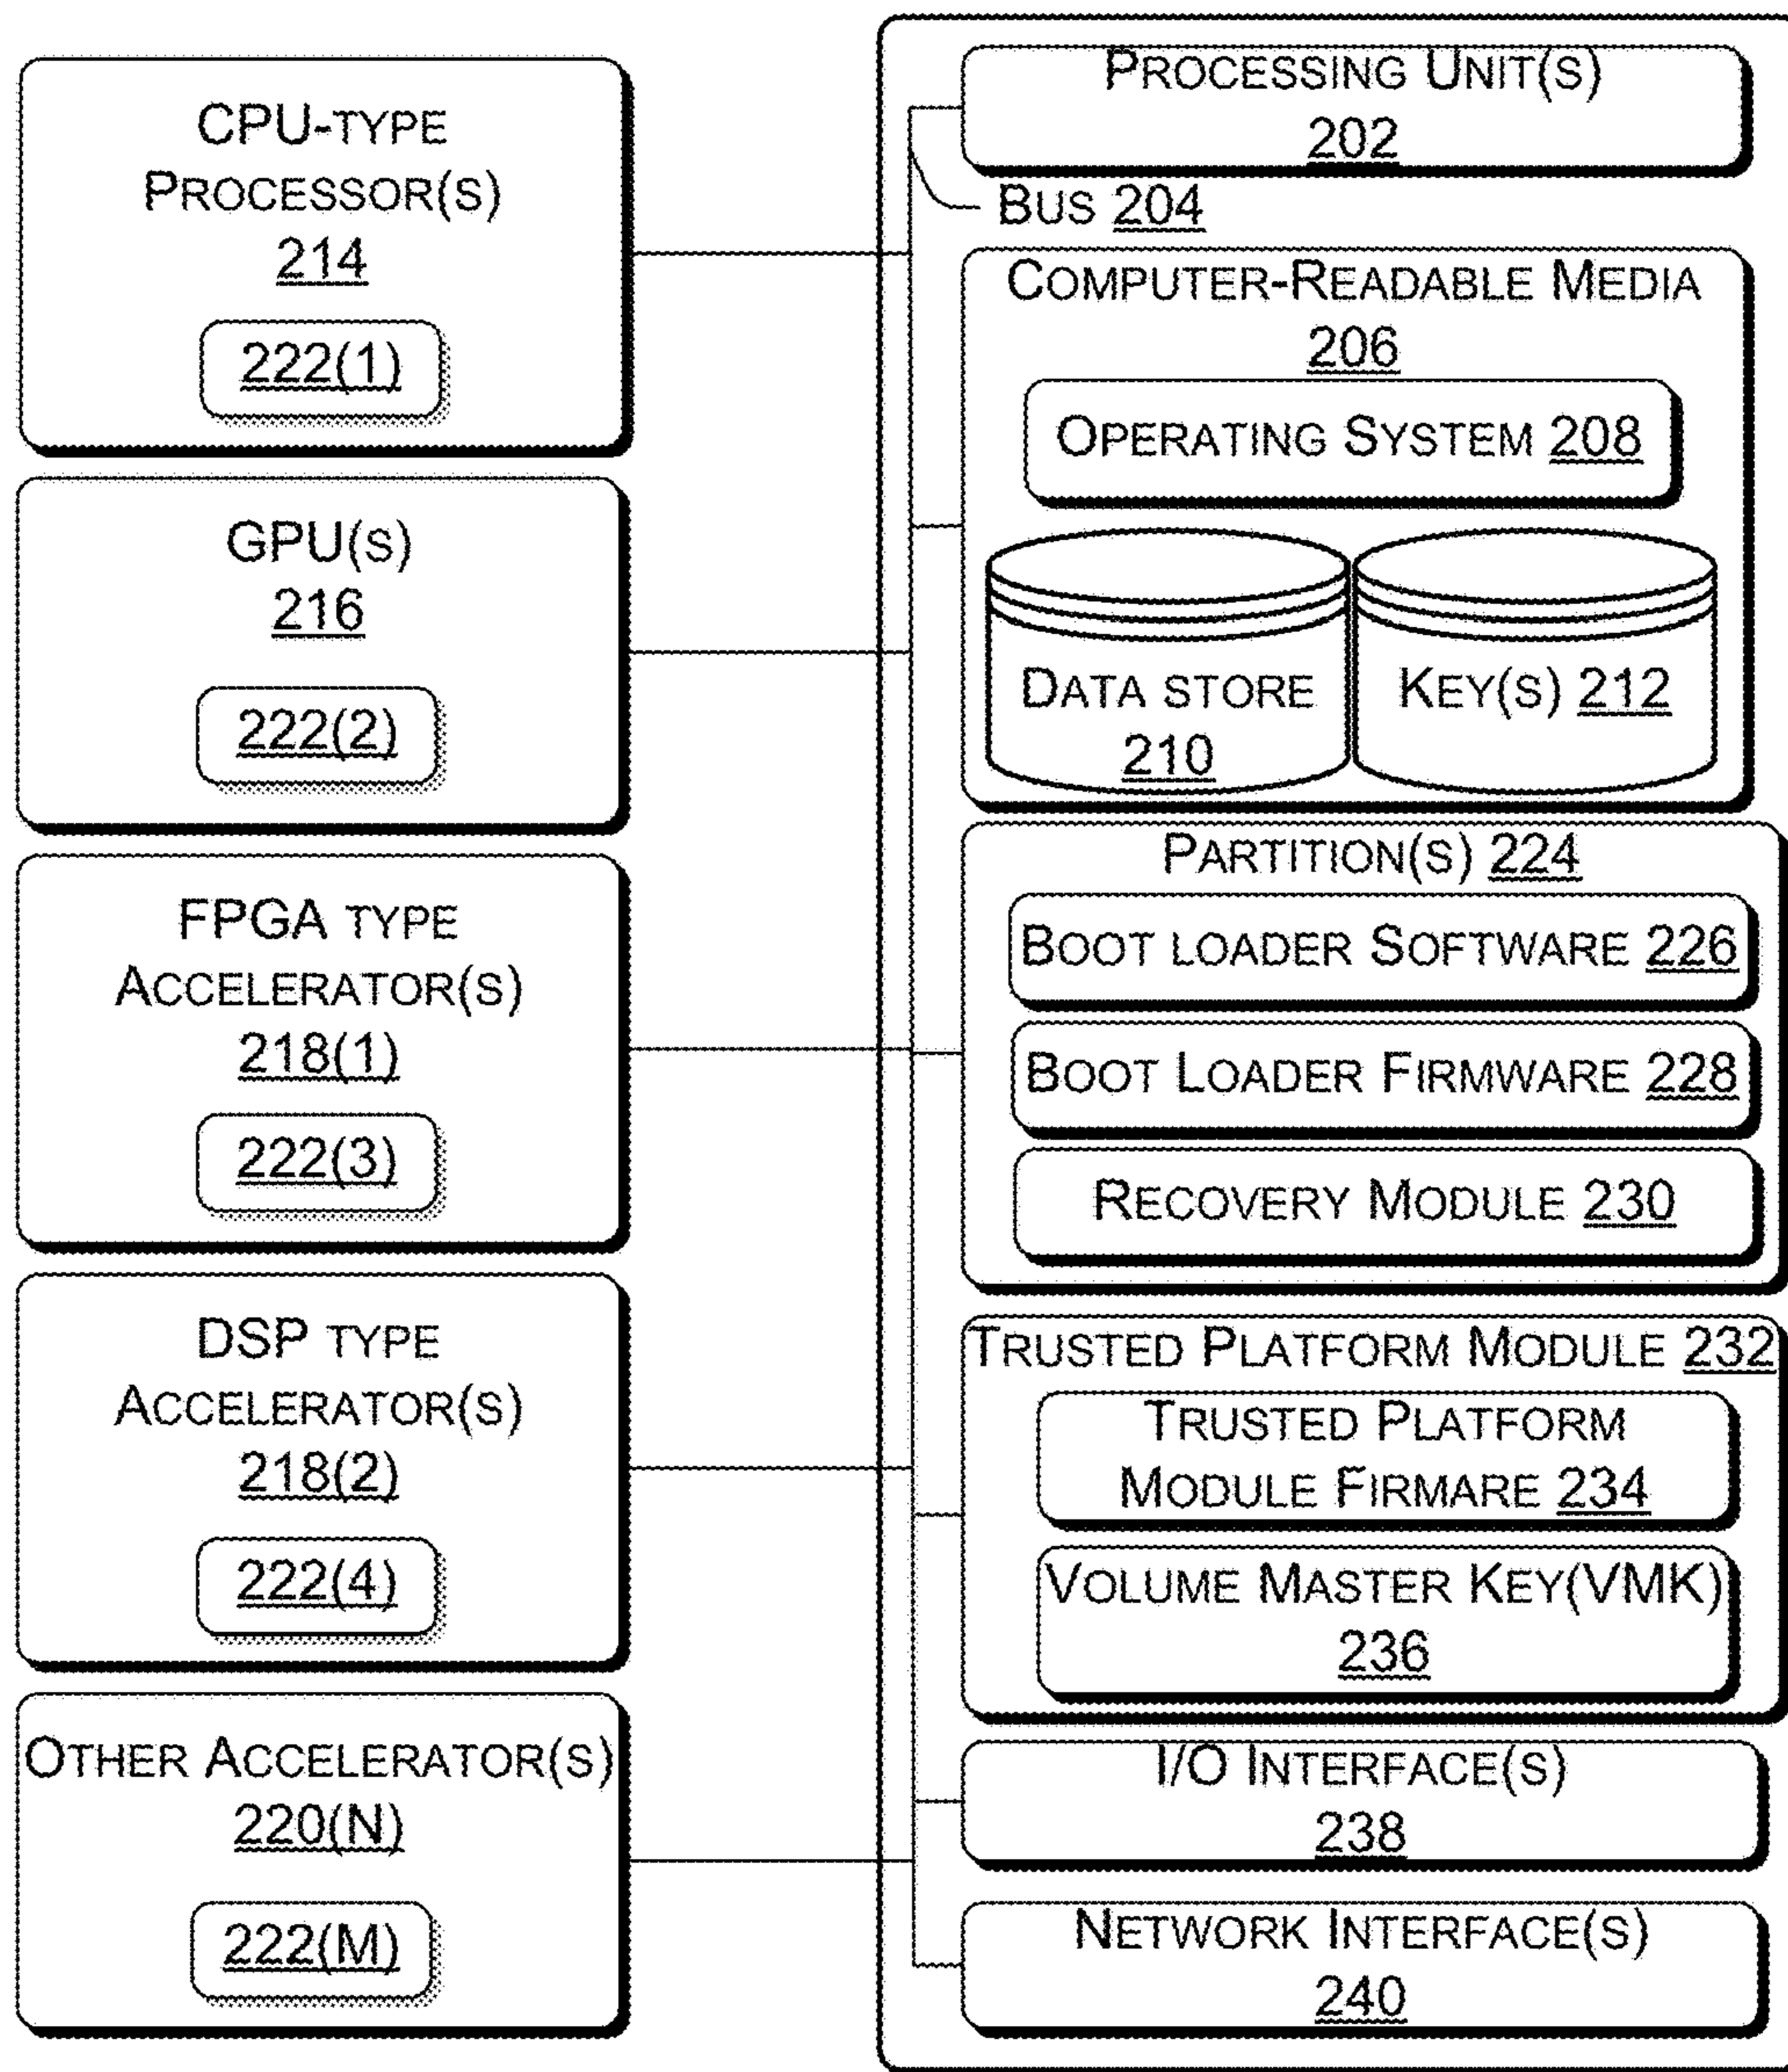 CPU-TYPE
PROCESSOR(S)
214
222(1)
GPU(S)
216
222(2)
FPGA TYPE
ACCELERATOR(S)
218(1)
222(3)
DSP TYPE
ACCELERATOR(S)
218(2)
222(4)
OTHER ACCELERATOR(S)
220(N)
222(M)
PROCESSING UNIT(S)
202
BUS 204
COMPUTER-READABLE MEDIA
206
OPERATING SYSTEM 208
DATA STORE
210
KEY(S) 212
PARTITION(S) 224
BOOT LOADER SOFTWARE 226
BOOT LOADER FIRMWARE 228
RECOVERY MODULE 230
TRUSTED PLATFORM MODULE 232
TRUSTED PLATFORM
MODULE FIRMARE 234
VOLUME MASTER KEY(VMK)
236
I/O INTERFACE(S)
238
NETWORK INTERFACE(S)
240